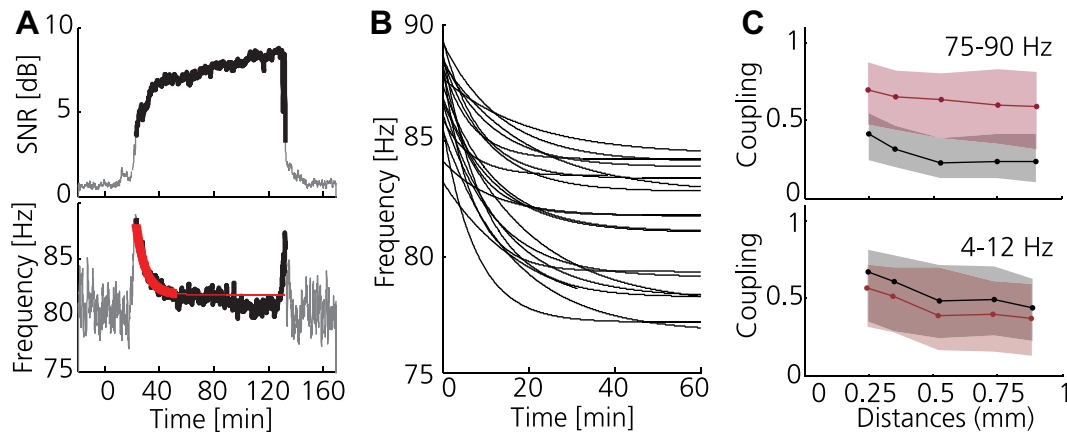 A
SNR [dB]
10
5
0
Frequency [Hz]
85
80
75
0
40
80
120
160
Time [min]
B
Frequency [Hz]
90
85
80
75
0
20
40
60
Time [min]
C
75-90 Hz
Coupling
1
0.5
0
4-12 Hz
Coupling
1
0.5
0
0
0.25
0.5
0.75
1
Distances (mm)